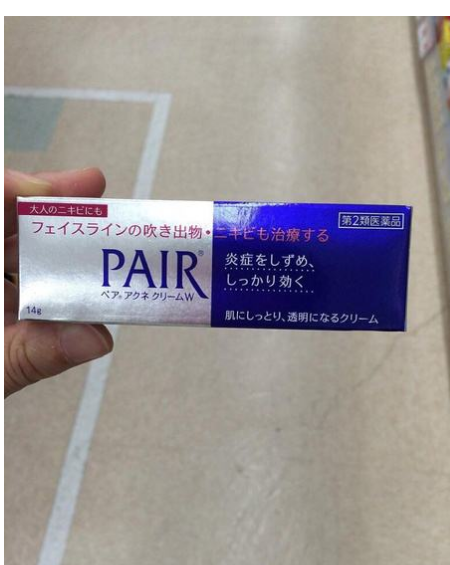 大人のニキビにも
フェイスラインの吹き出物・ニキビも治療する
第2類医薬品
PAIR®
ペア®アクネ クリームW
炎症をしずめ、
しっかり効く
14g
肌にしっとり、透明になるクリーム